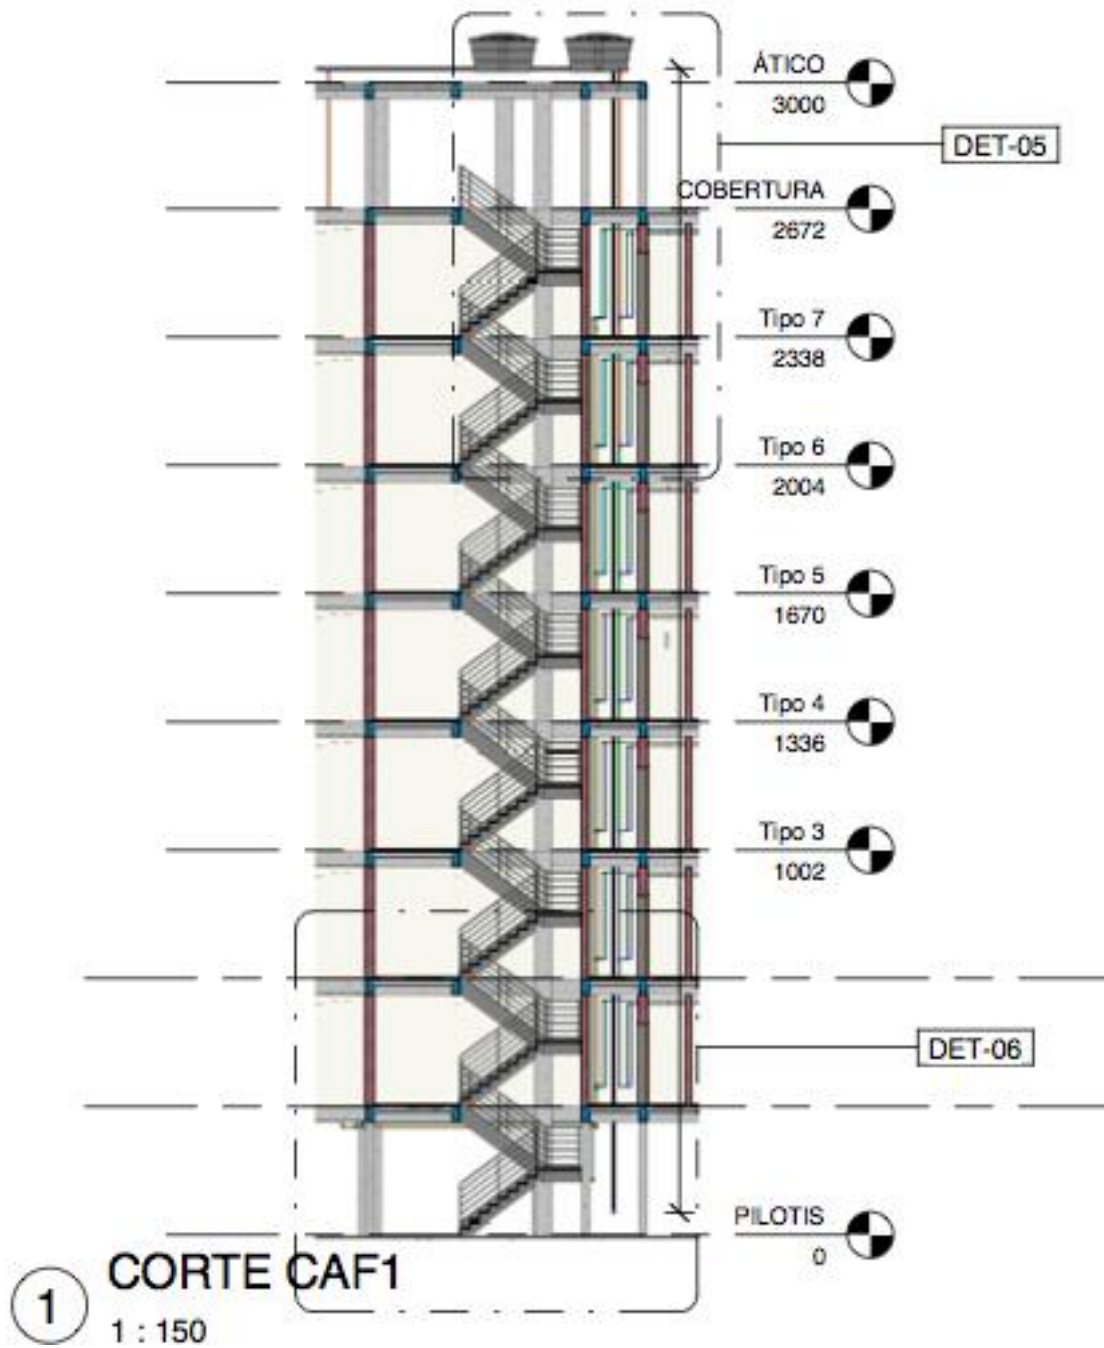 ÁTICO
3000
DET-05
COBERTURA
2672
Tipo 7
2338
Tipo 6
2004
Tipo 5
1670
Tipo 4
1336
Tipo 3
1002
DET-06
PILOTIS
0
1
CORTE CAF1
1 : 150